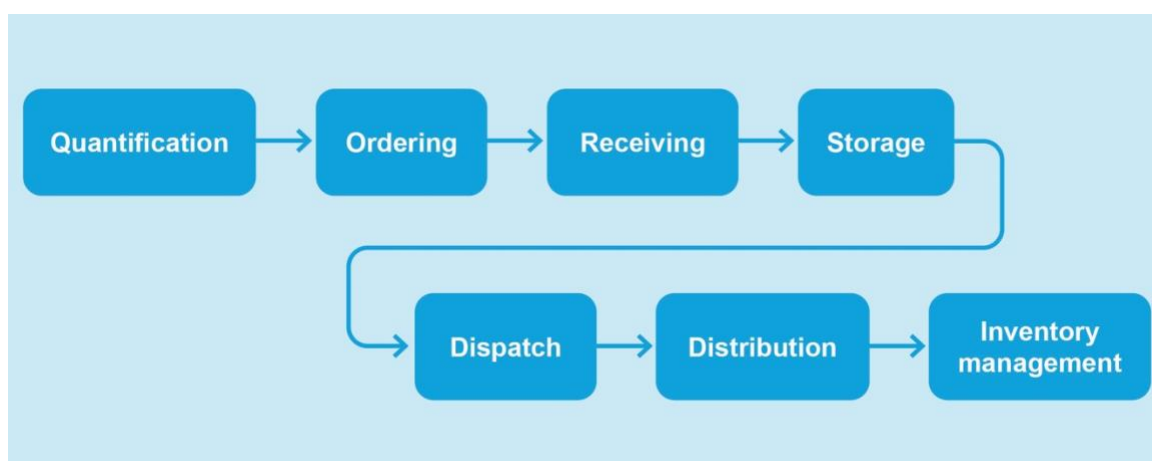 Quantification
Ordering
Receiving
Storage
Dispatch
Distribution
Inventory
management